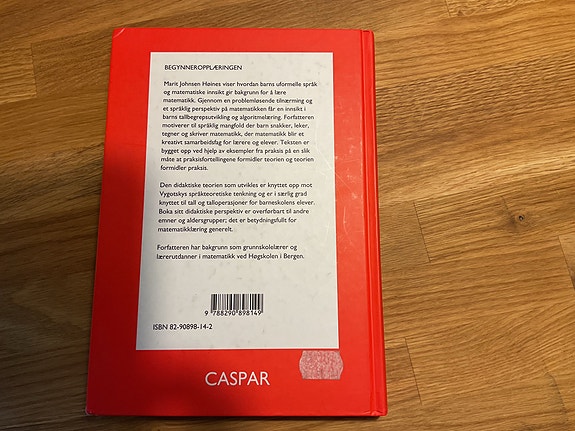 BEGYNNEROPPLÆRINGEN
Marit Johnsen Høines viser hvordan barns uformelle språk
og matematiske innsikt gir bakgrunn for å lære
matematikk. Gjennom en problemløsende tilnærming og
et språklig perspektiv på matematikken får en innsikt i
barns tallbegrepsutvikling og algoritmelæring. Forfatteren
motiverer til språklig mangfold der barn snakker, leker,
tegner og skriver matematikk, der matematikk blir et
kreativt samarbeidsfag for lærere og elever. Teksten er
bygget opp ved hjelp av eksempler fra praksis på en slik
måte at praksisfortellingene formidler teorien og teorien
formidler praksis.
Den didaktiske teorien som utvikles er knyttet opp mot
Vygotskys språkteoretiske tenkning og er i særlig grad
knyttet til tall og talloperasjoner for barneskolens elever.
Boka sitt didaktiske perspektiv er overførbart til andre
emner og aldersgrupper; det er betydningsfullt for
matematikklæring generelt.
Forfatteren har bakgrunn som grunnskolelærer og
lærerutdanner i matematikk ved Høgskolen i Bergen.
9 788290 898149
ISBN 82-90898-14-2
CASPAR